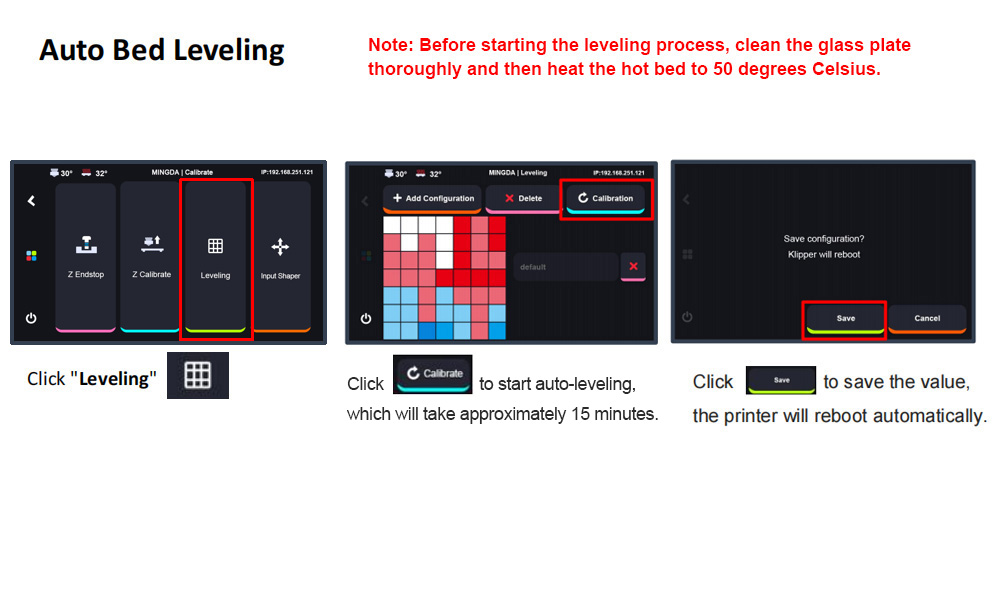 Auto Bed Leveling
Note: Before starting the leveling process, clean the glass plate
thoroughly and then heat the hot bed to 50 degrees Celsius.
30° 32° MINGDA | Calibrate IP:192.168.251.121
Z Endstop Z Calibrate Leveling Input Shaper
Click "Leveling"
30° 32° MINGDA | Leveling IP:192.168.251.121
Add Configuration Delete Calibration
default
Click Calibrate to start auto-leveling,
which will take approximately 15 minutes.
Save configuration?
Klipper will reboot
Save Cancel
Click Save to save the value,
the printer will reboot automatically.